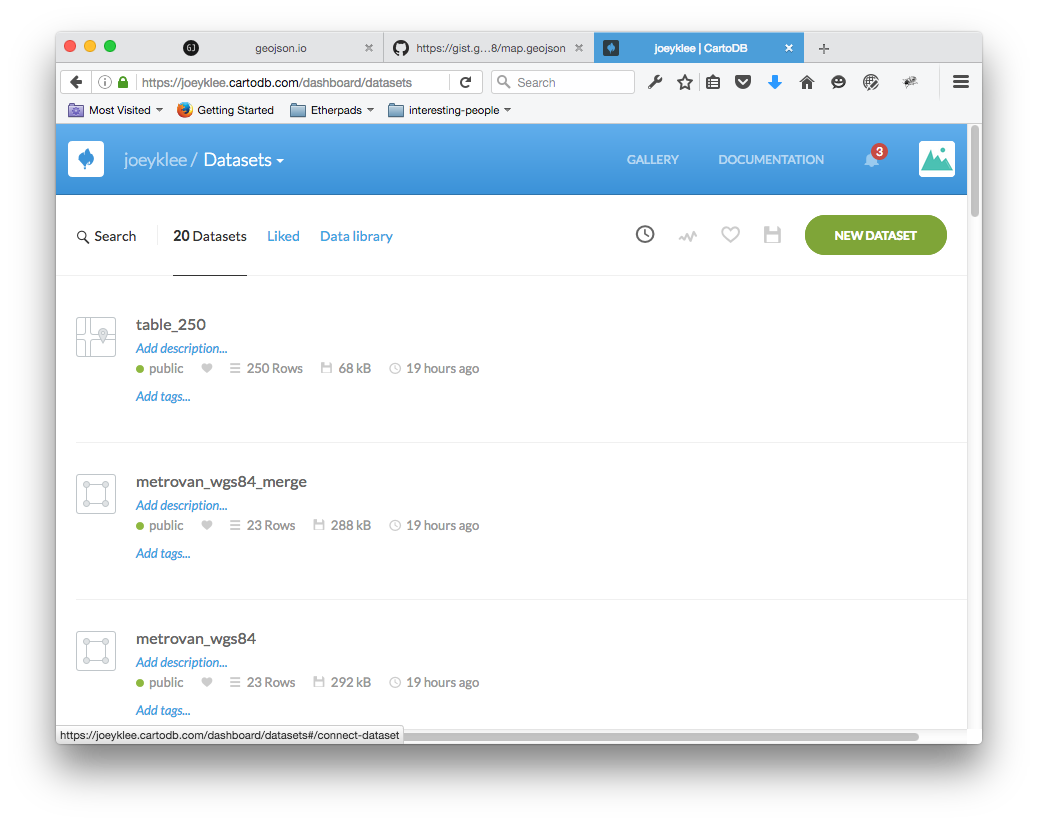 GJ geojson.io
https://gist.g...8/map.geojson
joeyklee | CartoDB
https://joeyklee.cartodb.com/dashboard/datasets
Search
Most Visited Getting Started Etherpads interesting-people
joeyklee / Datasets GALLERY DOCUMENTATION 3
Search 20 Datasets Liked Data library NEW DATASET
table_250
Add description...
public 250 Rows 68 kB 19 hours ago
Add tags...
metrovan_wgs84_merge
Add description...
public 23 Rows 288 kB 19 hours ago
Add tags...
metrovan_wgs84
Add description...
public 23 Rows 292 kB 19 hours ago
Add tags...
https://joeyklee.cartodb.com/dashboard/datasets#/connect-dataset